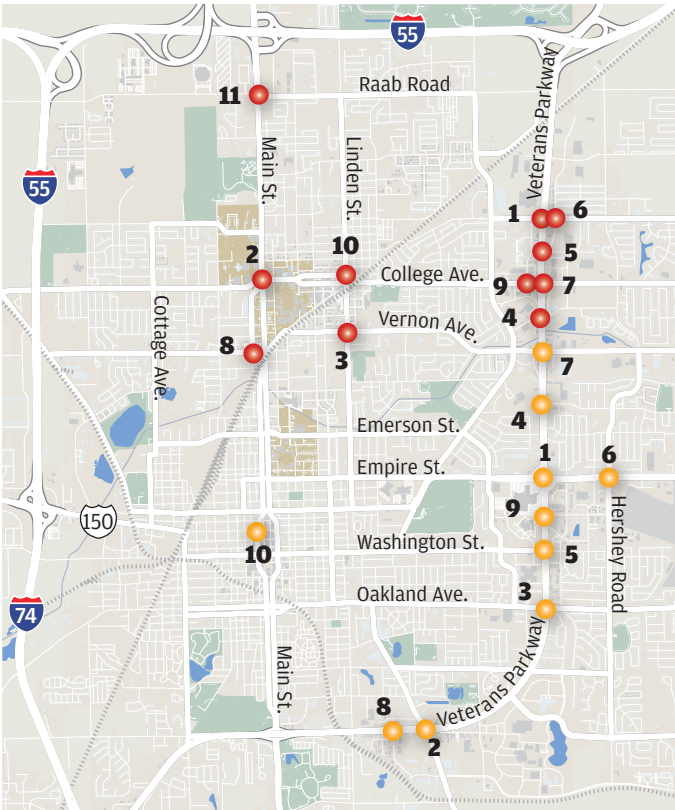 55
Raab Road
11
Veterans Parkway
Main St.
Linden St.
55
1
6
5
2
10
College Ave.
9
7
Cottage Ave.
4
Vernon Ave.
8
3
7
4
Emerson St.
1
6
Empire St.
9
Hershey Road
150
10
Washington St.
5
Oakland Ave.
3
74
Main St.
Veterans Parkway
8
2